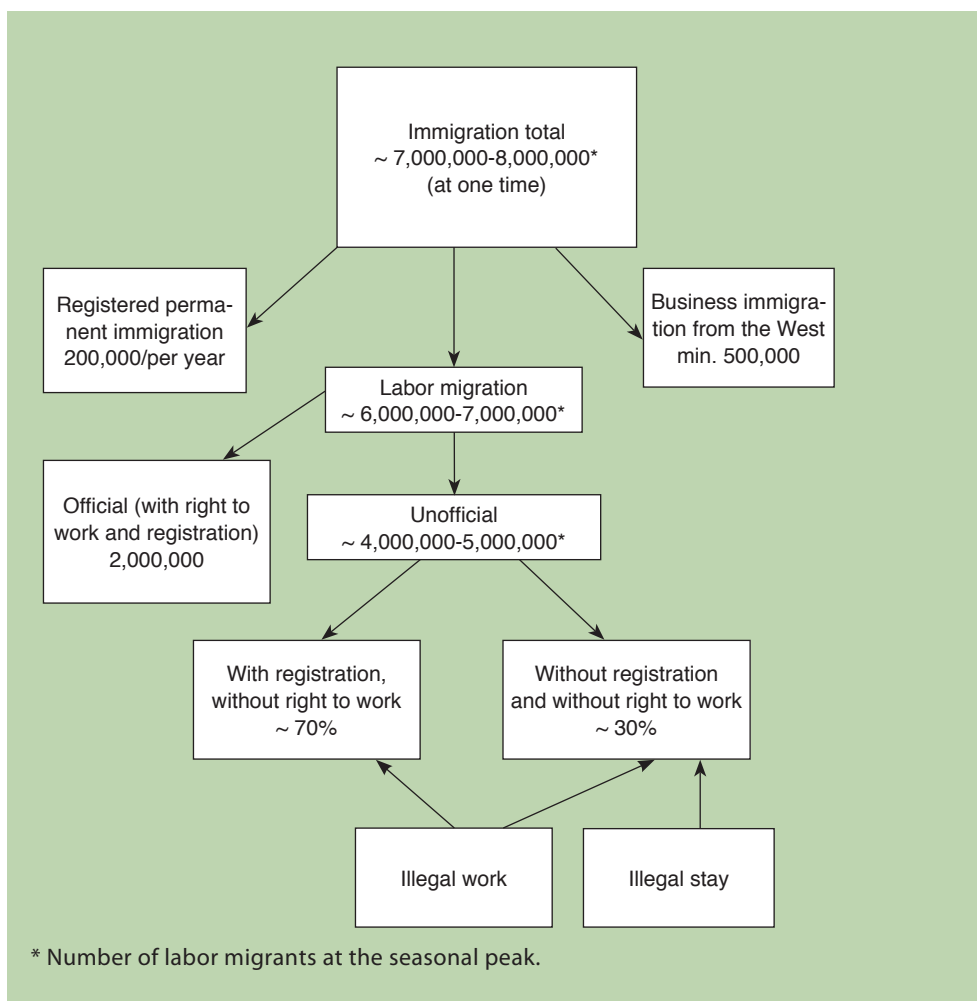 Immigration total
~ 7,000,000-8,000,000*
(at one time)
Registered perma-
nent immigration
200,000/per year
Business immigra-
tion from the West
min. 500,000
Labor migration
~ 6,000,000-7,000,000*
Official (with right to
work and registration)
2,000,000
Unofficial
~ 4,000,000-5,000,000*
With registration,
without right to work
~ 70%
Without registration
and without right to work
~ 30%
Illegal work
Illegal stay
* Number of labor migrants at the seasonal peak.